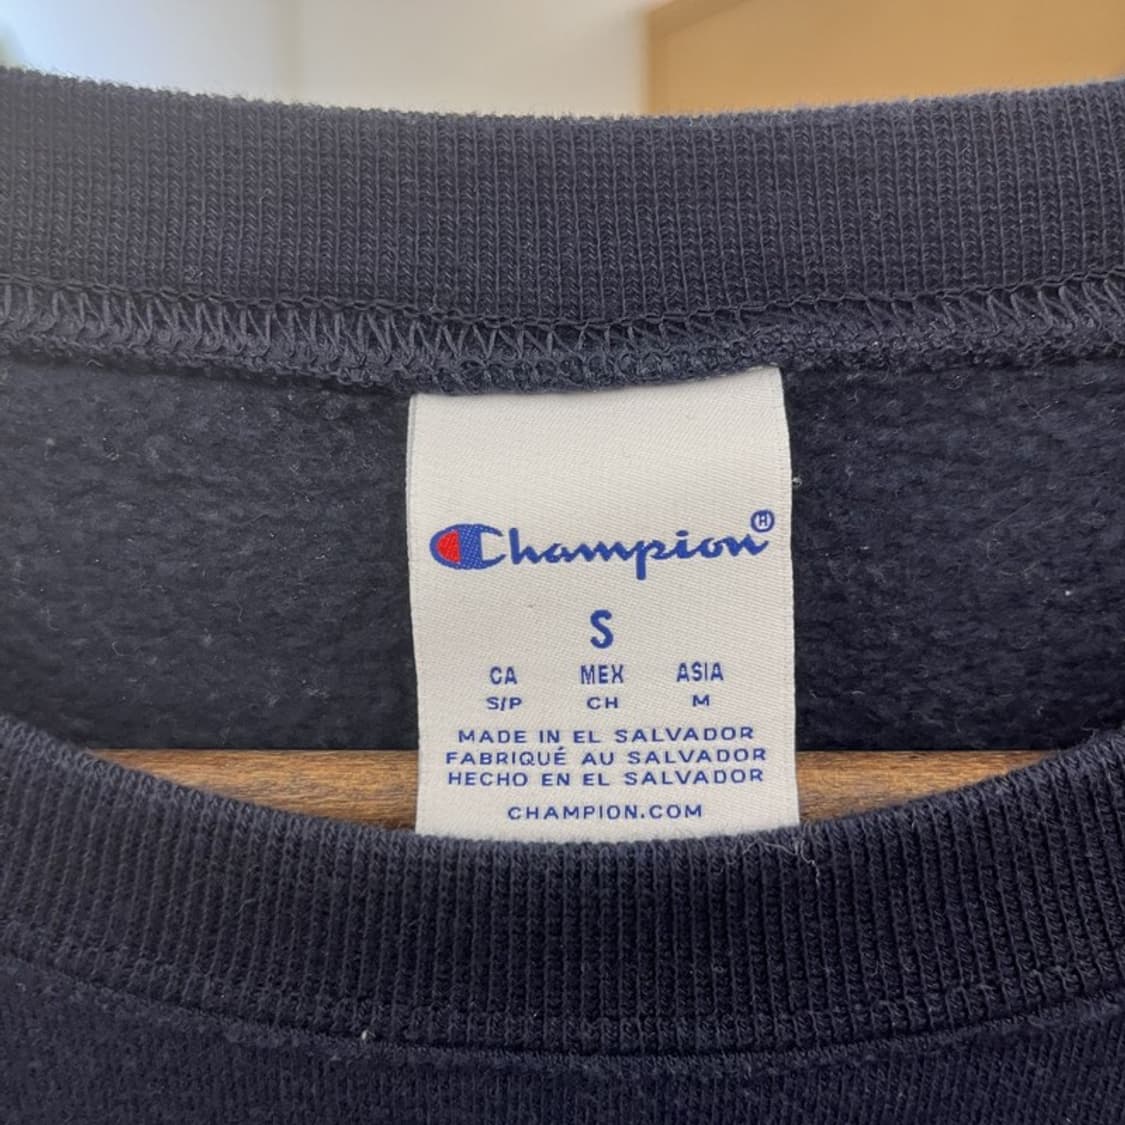 Champion®
S
CA MEX ASIA
S/P CH M
MADE IN EL SALVADOR
FABRIQUÉ AU SALVADOR
HECHO EN EL SALVADOR
CHAMPION.COM